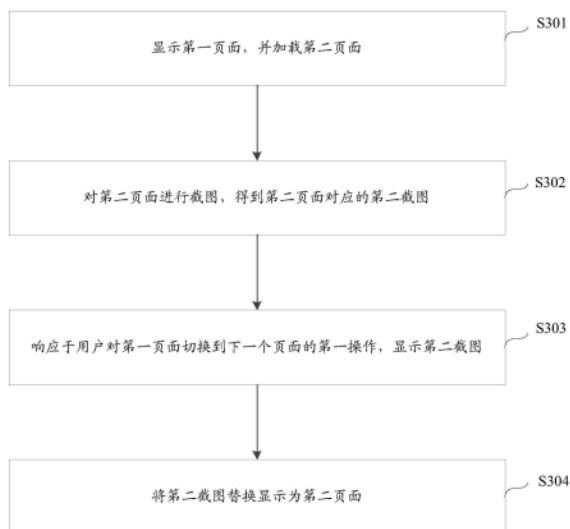 S301
显示第一页面，并加载第二页面
S302
对第二页面进行截图，得到第二页面对应的第二截图
S303
响应于用户对第一页面切换到下一个页面的第一操作，显示第二截图
S304
将第二截图替换显示为第二页面